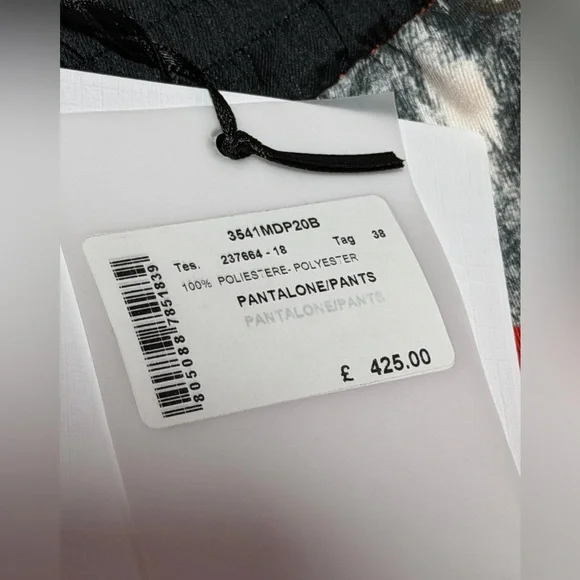 3541MDP20B
Tes. 237664 - 18 Tag 38
100% POLIESTERE- POLYESTER
PANTALONE/PANTS
PANTALONE/PANTS
£ 425.00
8050887851839